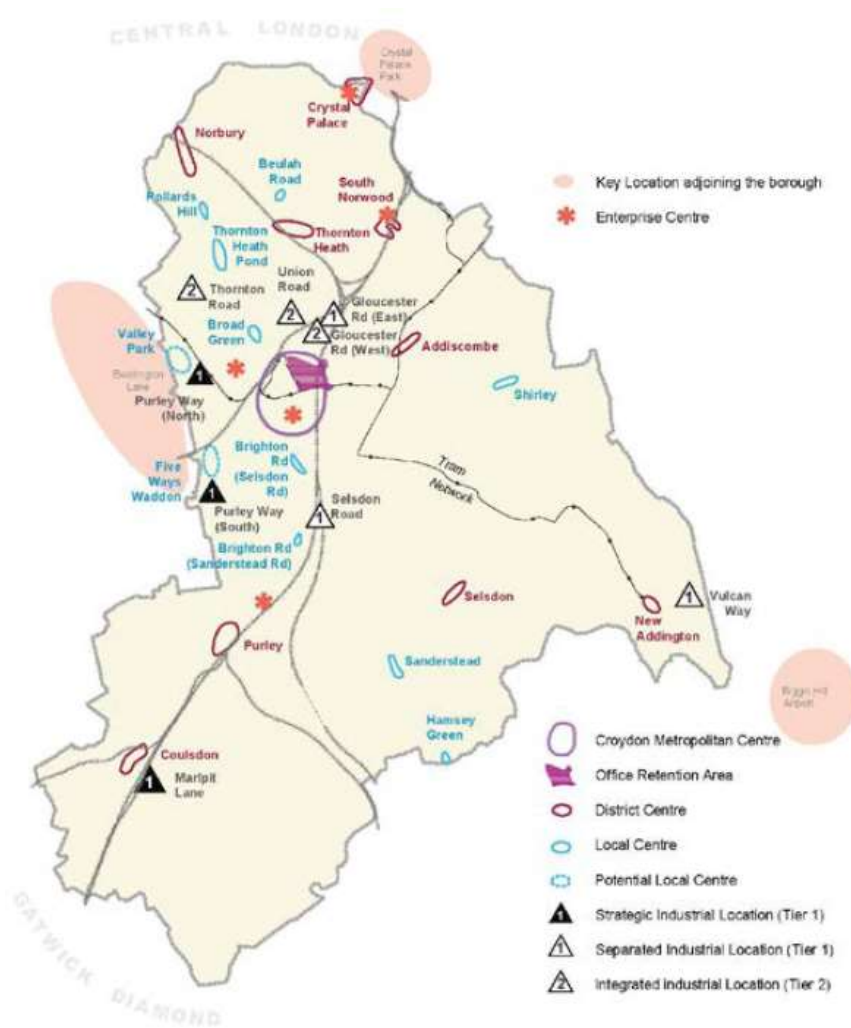 CENTRAL LONDON
Crystal
Palace
Park
Crystal
Palace
Norbury
Beulah
Road
South
Norwood
Key Location adjoining the borough
Rollards
Hill
Enterprise Centre
Thornton
Heath
Pond
Thornton
Heath
Union
Road
2
Thornton
Road
2
1
Gloucester
Rd (East)
2
Gloucester
Rd (West)
Valley
Park
Broad
Green
Addiscombe
Beddington
Lane
1
Purley Way
(North)
Shirley
Five
Ways
Waddon
Brighton
Rd
(Selsdon
Rd)
Tram
Network
1
Purley Way
(South)
Selsdon
Road
1
Brighton Rd
(Sanderstead Rd)
Selsdon
1
Vulcan
Way
New
Addington
Purley
Sanderstead
Biggin Hill
Airport
Hamsey
Green
Croydon Metropolitan Centre
Coulsdon
Office Retention Area
1
Marlpit
Lane
District Centre
Local Centre
Potential Local Centre
1
Strategic Industrial Location (Tier 1)
1
Separated Industrial Location (Tier 1)
2
Integrated Industrial Location (Tier 2)
GATWICK DIAMOND